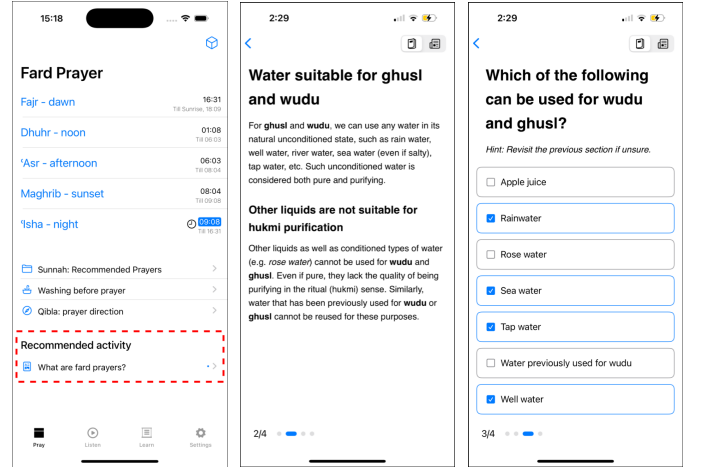 15:18
Fard Prayer
Fajr - dawn
16:31
Till Sunrise, 18:09
Dhuhr - noon
01:08
Till 06:03
ʿAsr - afternoon
06:03
Till 08:04
Maghrib - sunset
08:04
Till 09:08
ʿIsha - night
09:08
Till 16:31
Sunnah: Recommended Prayers
Washing before prayer
Qibla: prayer direction
Recommended activity
What are fard prayers?
Pray
Listen
Learn
Settings
2:29
Water suitable for ghusl
and wudu
For ghusl and wudu, we can use any water in its
natural unconditioned state, such as rain water,
well water, river water, sea water (even if salty),
tap water, etc. Such unconditioned water is
considered both pure and purifying.
Other liquids are not suitable for
hukmi purification
Other liquids as well as conditioned types of water
(e.g. rose water) cannot be used for wudu and
ghusl. Even if pure, they lack the quality of being
purifying in the ritual (hukmi) sense. Similarly,
water that has been previously used for wudu or
ghusl cannot be reused for these purposes.
2/4
2:29
Which of the following
can be used for wudu
and ghusl?
Hint: Revisit the previous section if unsure.
Apple juice
Rainwater
Rose water
Sea water
Tap water
Water previously used for wudu
Well water
3/4